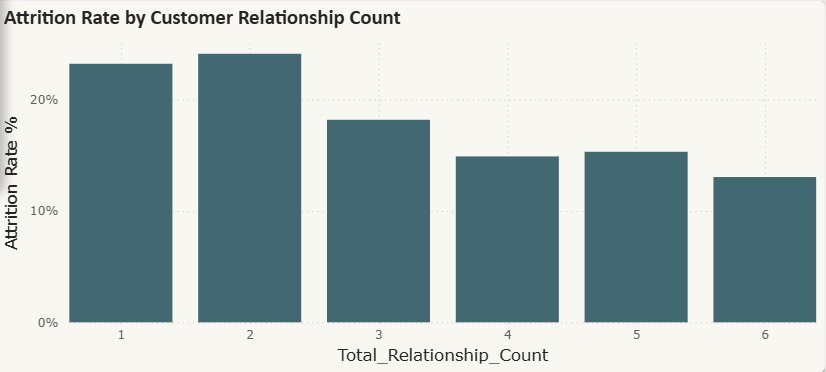 Attrition Rate by Customer Relationship Count
Attrition Rate %
20%
10%
0%
1 2 3 4 5 6
Total_Relationship_Count